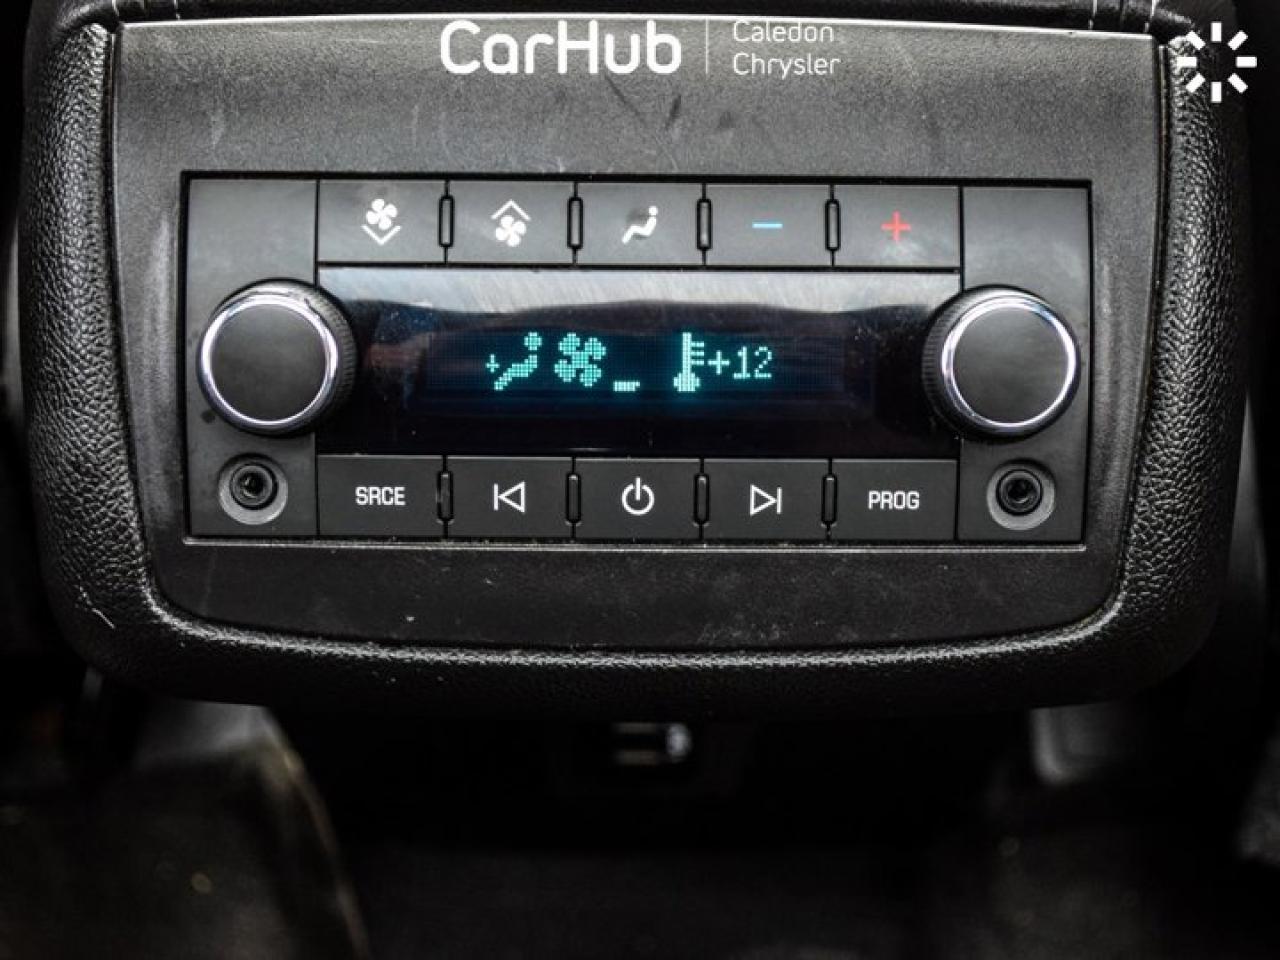 CarHub
Caledon
Chrysler
+12
SRCE
PROG